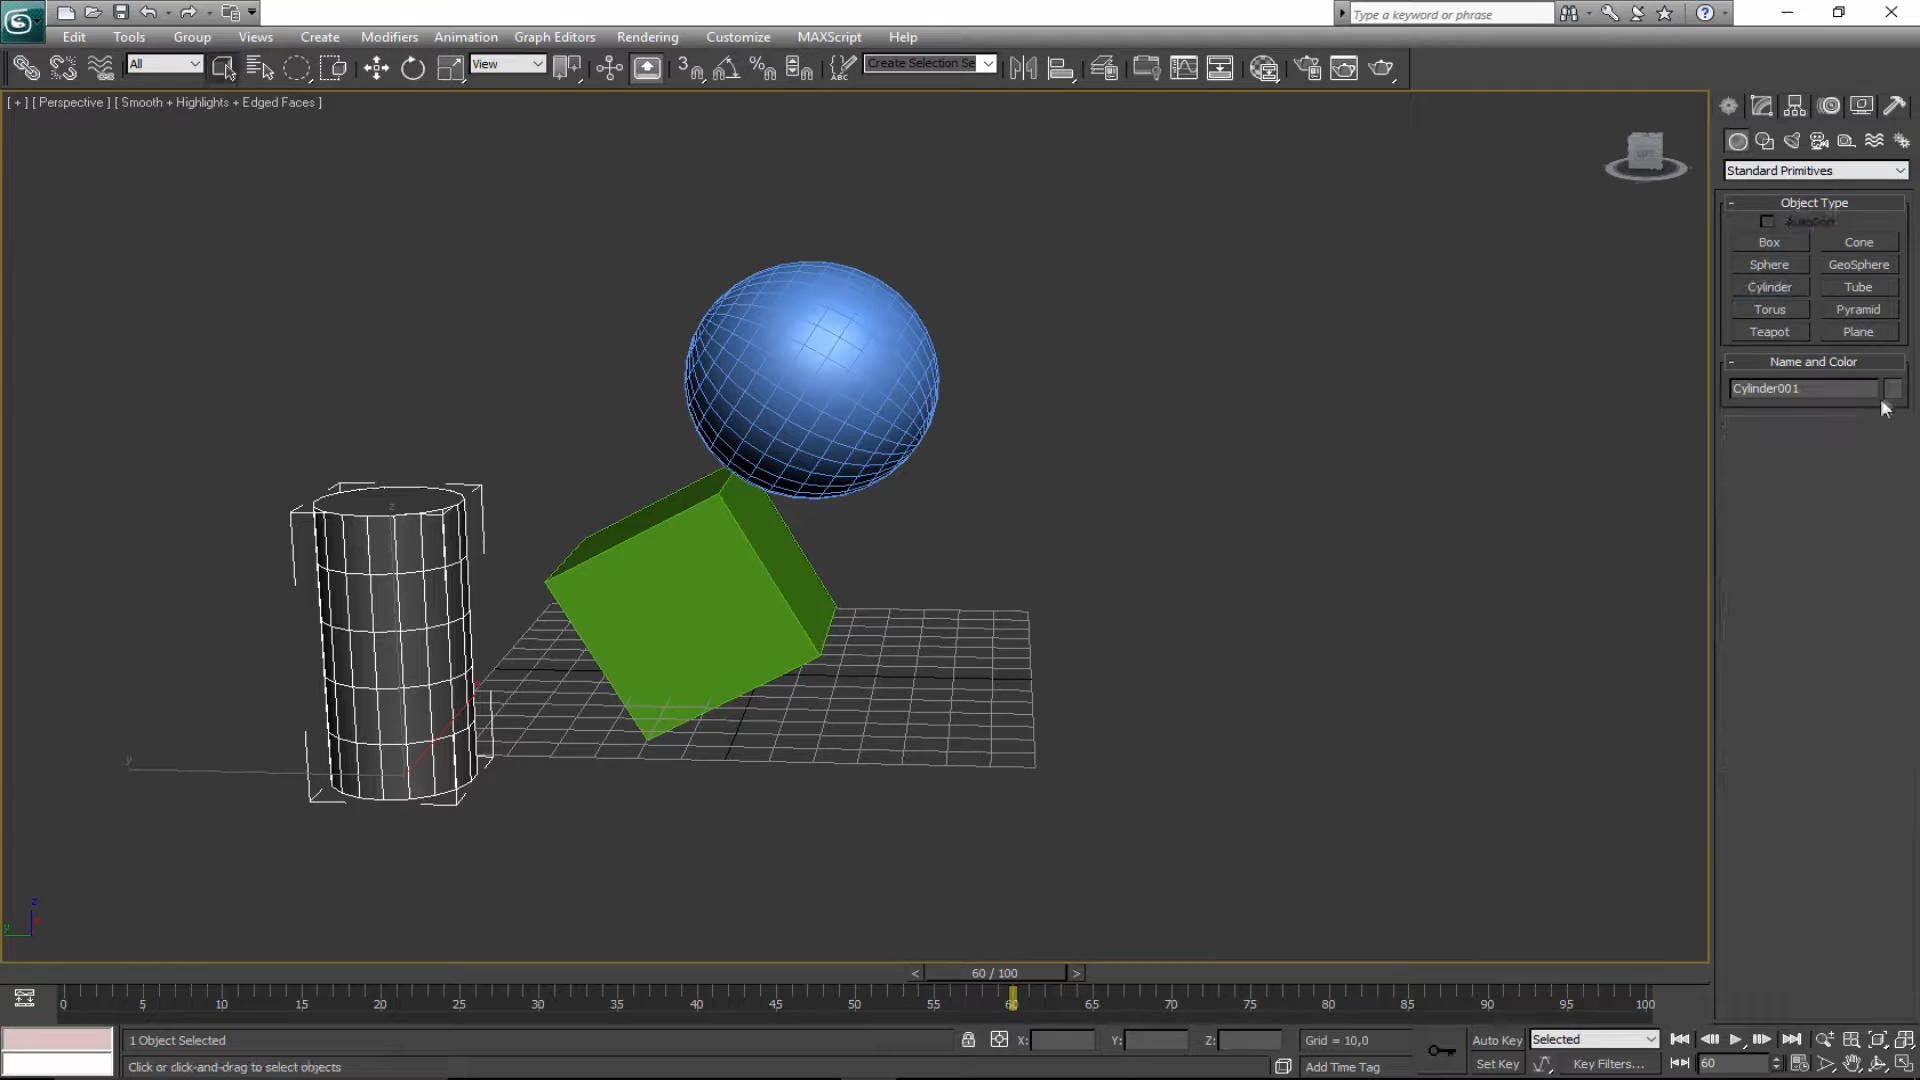 Type a keyword or phrase
Edit Tools Group Views Create Modifiers Animation Graph Editors Rendering Customize MAXScript Help
All View Create Selection Se
[ + ] [ Perspective ] [ Smooth + Highlights + Edged Faces ]
Standard Primitives
Object Type
AutoGrid
Box Cone
Sphere GeoSphere
Cylinder Tube
Torus Pyramid
Teapot Plane
Name and Color
Cylinder001
z
x
y
z
y
< 60 / 100 >
0 5 10 15 20 25 30 35 40 45 50 55 60 65 70 75 80 85 90 95 100
1 Object Selected X: Y: Z: Grid = 10,0 Auto Key Selected
Click or click-and-drag to select objects Add Time Tag Set Key Key Filters... 60